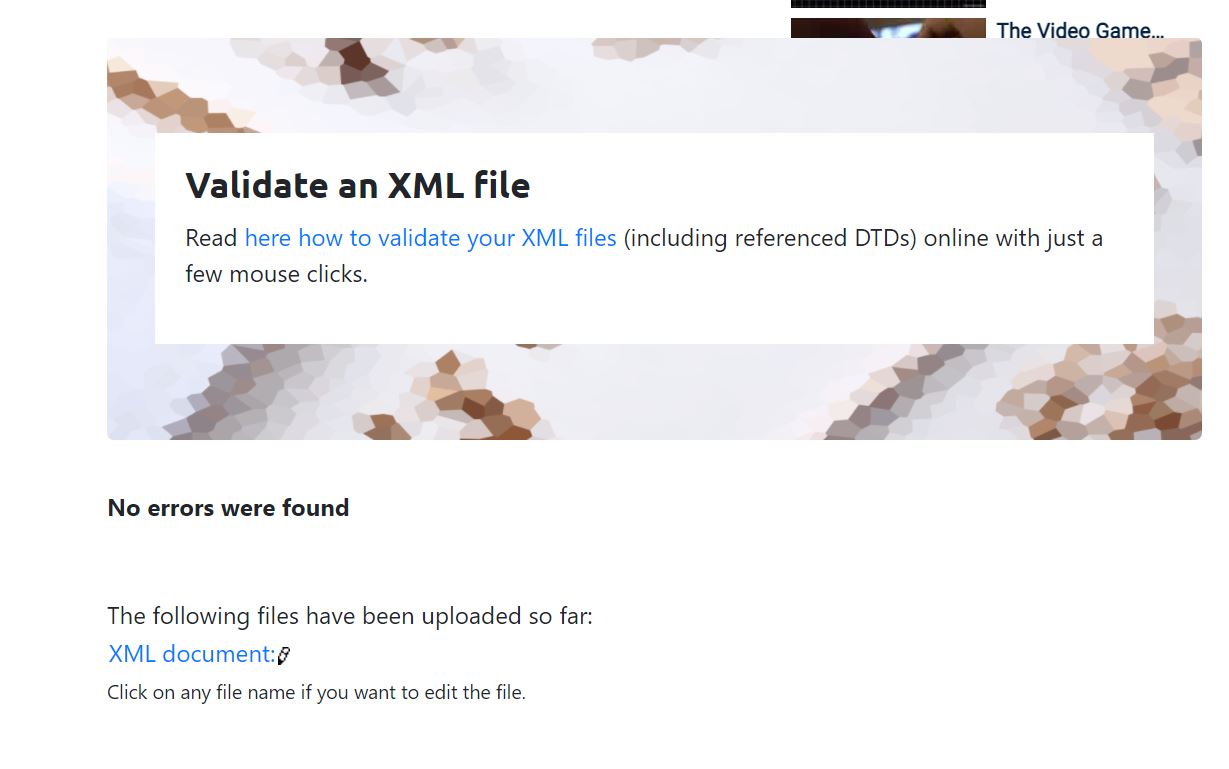 The Video Game...
Validate an XML file
Read here how to validate your XML files (including referenced DTDs) online with just a
few mouse clicks.
No errors were found
The following files have been uploaded so far:
XML document:
Click on any file name if you want to edit the file.